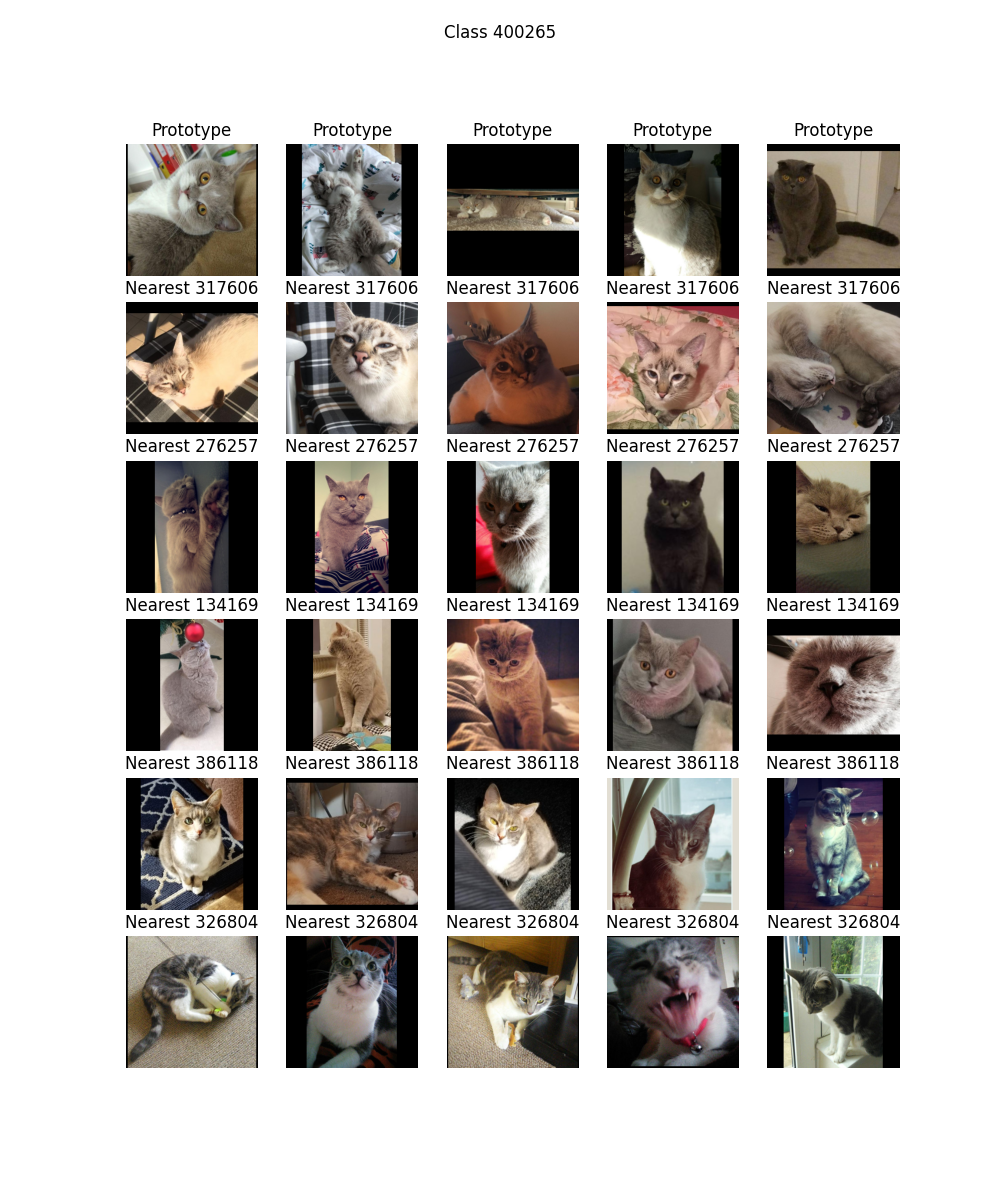 Class 400265
Prototype Prototype Prototype Prototype Prototype
Nearest 317606 Nearest 317606 Nearest 317606 Nearest 317606 Nearest 317606
Nearest 276257 Nearest 276257 Nearest 276257 Nearest 276257 Nearest 276257
Nearest 134169 Nearest 134169 Nearest 134169 Nearest 134169 Nearest 134169
Nearest 386118 Nearest 386118 Nearest 386118 Nearest 386118 Nearest 386118
Nearest 326804 Nearest 326804 Nearest 326804 Nearest 326804 Nearest 326804